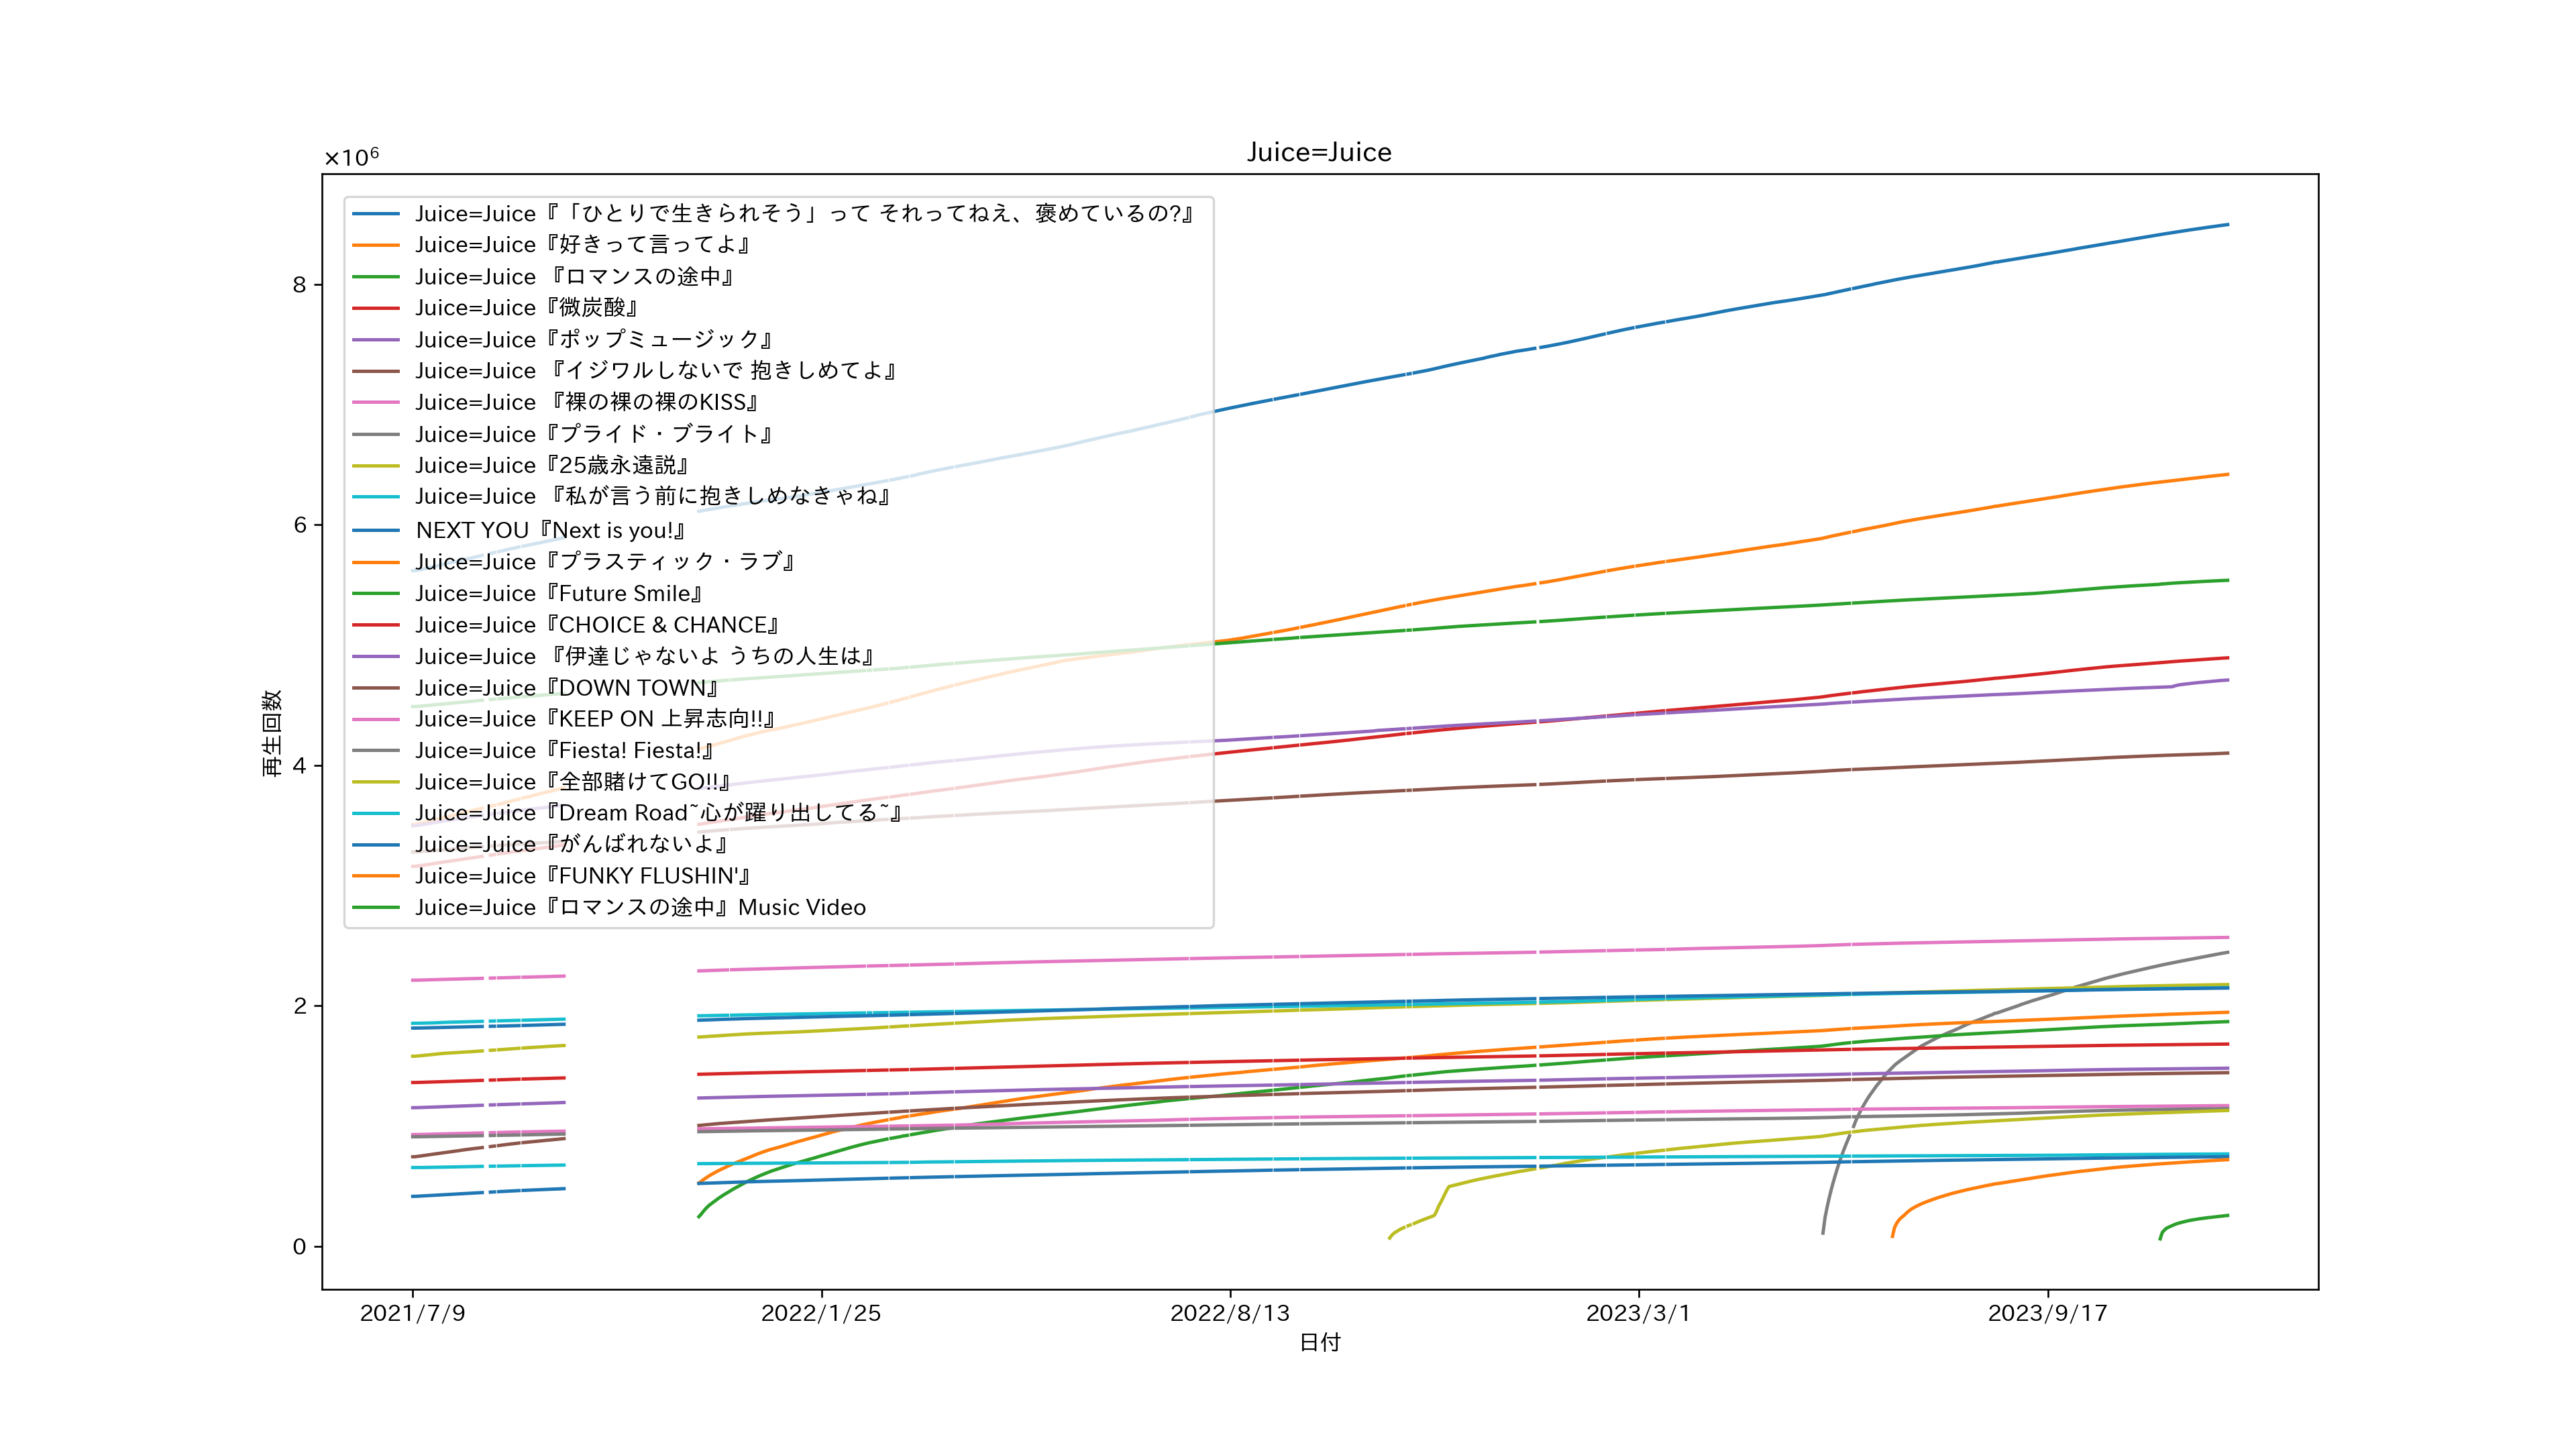 Juice=Juice
×10⁶
Juice=Juice『「ひとりで生きられそう」って それってねえ、褒めているの?』
Juice=Juice『好きって言ってよ』
Juice=Juice 『ロマンスの途中』
Juice=Juice『微炭酸』
Juice=Juice『ポップミュージック』
Juice=Juice 『イジワルしないで 抱きしめてよ』
Juice=Juice 『裸の裸の裸のKISS』
Juice=Juice『プライド・ブライト』
Juice=Juice『25歳永遠説』
Juice=Juice 『私が言う前に抱きしめなきゃね』
NEXT YOU『Next is you!』
Juice=Juice『プラスティック・ラブ』
Juice=Juice『Future Smile』
Juice=Juice『CHOICE & CHANCE』
Juice=Juice 『伊達じゃないよ うちの人生は』
Juice=Juice『DOWN TOWN』
Juice=Juice『KEEP ON 上昇志向!!』
Juice=Juice『Fiesta! Fiesta!』
Juice=Juice『全部賭けてGO!!』
Juice=Juice『Dream Road~心が躍り出してる~』
Juice=Juice『がんばれないよ』
Juice=Juice『FUNKY FLUSHIN'』
Juice=Juice『ロマンスの途中』Music Video
8
6
4
2
0
再生回数
2021/7/9
2022/1/25
2022/8/13
2023/3/1
2023/9/17
日付